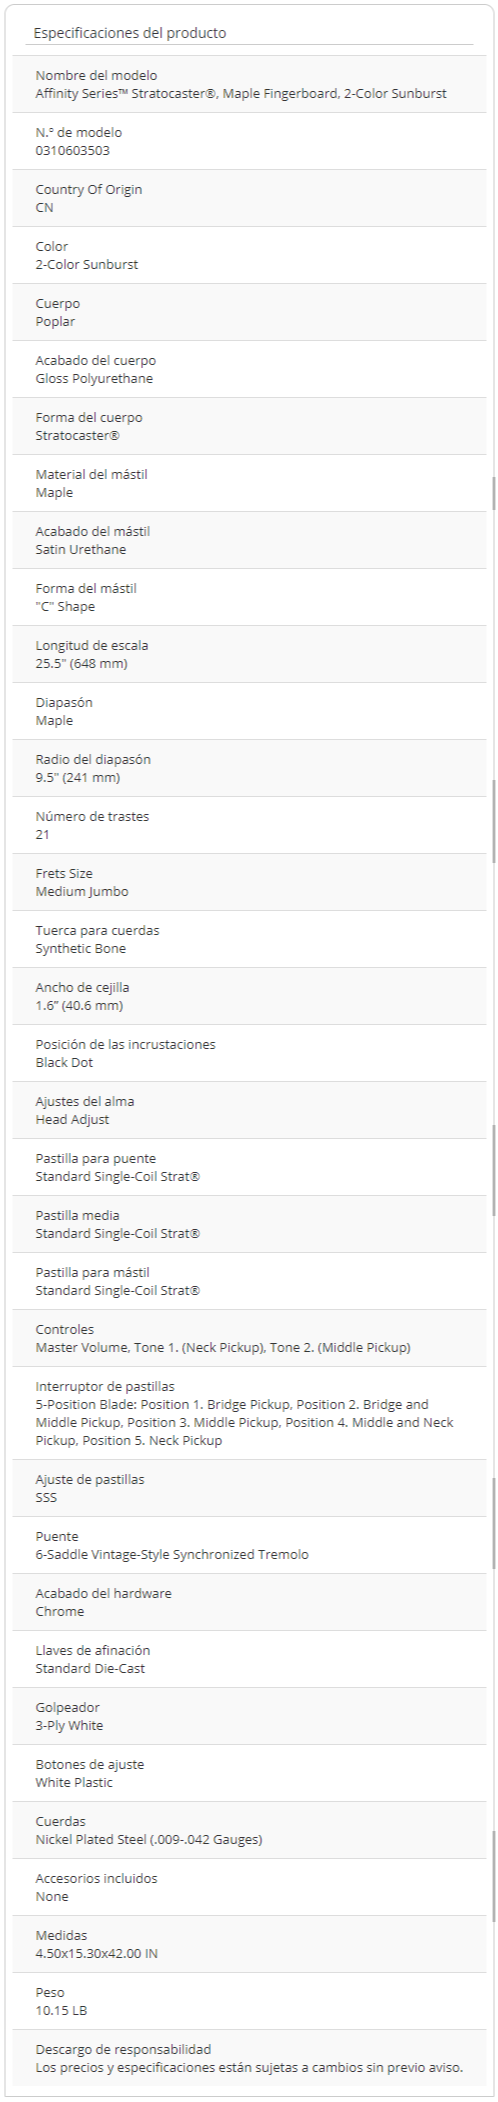 Especificaciones del producto
Nombre del modelo
Affinity Series™ Stratocaster®, Maple Fingerboard, 2-Color Sunburst
N.º de modelo
0310603503
Country Of Origin
CN
Color
2-Color Sunburst
Cuerpo
Poplar
Acabado del cuerpo
Gloss Polyurethane
Forma del cuerpo
Stratocaster®
Material del mástil
Maple
Acabado del mástil
Satin Urethane
Forma del mástil
"C" Shape
Longitud de escala
25.5" (648 mm)
Diapasón
Maple
Radio del diapasón
9.5" (241 mm)
Número de trastes
21
Frets Size
Medium Jumbo
Tuerca para cuerdas
Synthetic Bone
Ancho de cejilla
1.6” (40.6 mm)
Posición de las incrustaciones
Black Dot
Ajustes del alma
Head Adjust
Pastilla para puente
Standard Single-Coil Strat®
Pastilla media
Standard Single-Coil Strat®
Pastilla para mástil
Standard Single-Coil Strat®
Controles
Master Volume, Tone 1. (Neck Pickup), Tone 2. (Middle Pickup)
Interruptor de pastillas
5-Position Blade: Position 1. Bridge Pickup, Position 2. Bridge and
Middle Pickup, Position 3. Middle Pickup, Position 4. Middle and Neck
Pickup, Position 5. Neck Pickup
Ajuste de pastillas
SSS
Puente
6-Saddle Vintage-Style Synchronized Tremolo
Acabado del hardware
Chrome
Llaves de afinación
Standard Die-Cast
Golpeador
3-Ply White
Botones de ajuste
White Plastic
Cuerdas
Nickel Plated Steel (.009-.042 Gauges)
Accesorios incluidos
None
Medidas
4.50x15.30x42.00 IN
Peso
10.15 LB
Descargo de responsabilidad
Los precios y especificaciones están sujetas a cambios sin previo aviso.